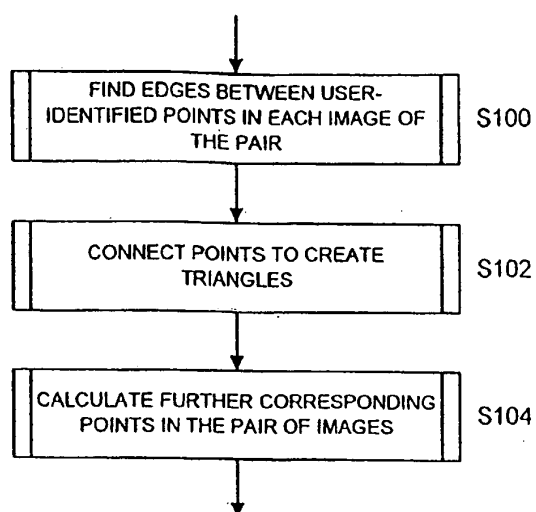 FIND EDGES BETWEEN USER-
IDENTIFIED POINTS IN EACH IMAGE OF
THE PAIR
S100
CONNECT POINTS TO CREATE
TRIANGLES
S102
CALCULATE FURTHER CORRESPONDING
POINTS IN THE PAIR OF IMAGES
S104